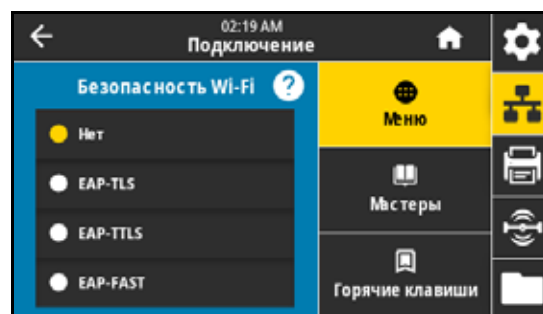 02:19 AM
Подключение
Безопасность Wi-Fi ?
Нет
EAP-TLS
EAP-TTLS
EAP-FAST
Меню
Мастеры
Горячие клавиши